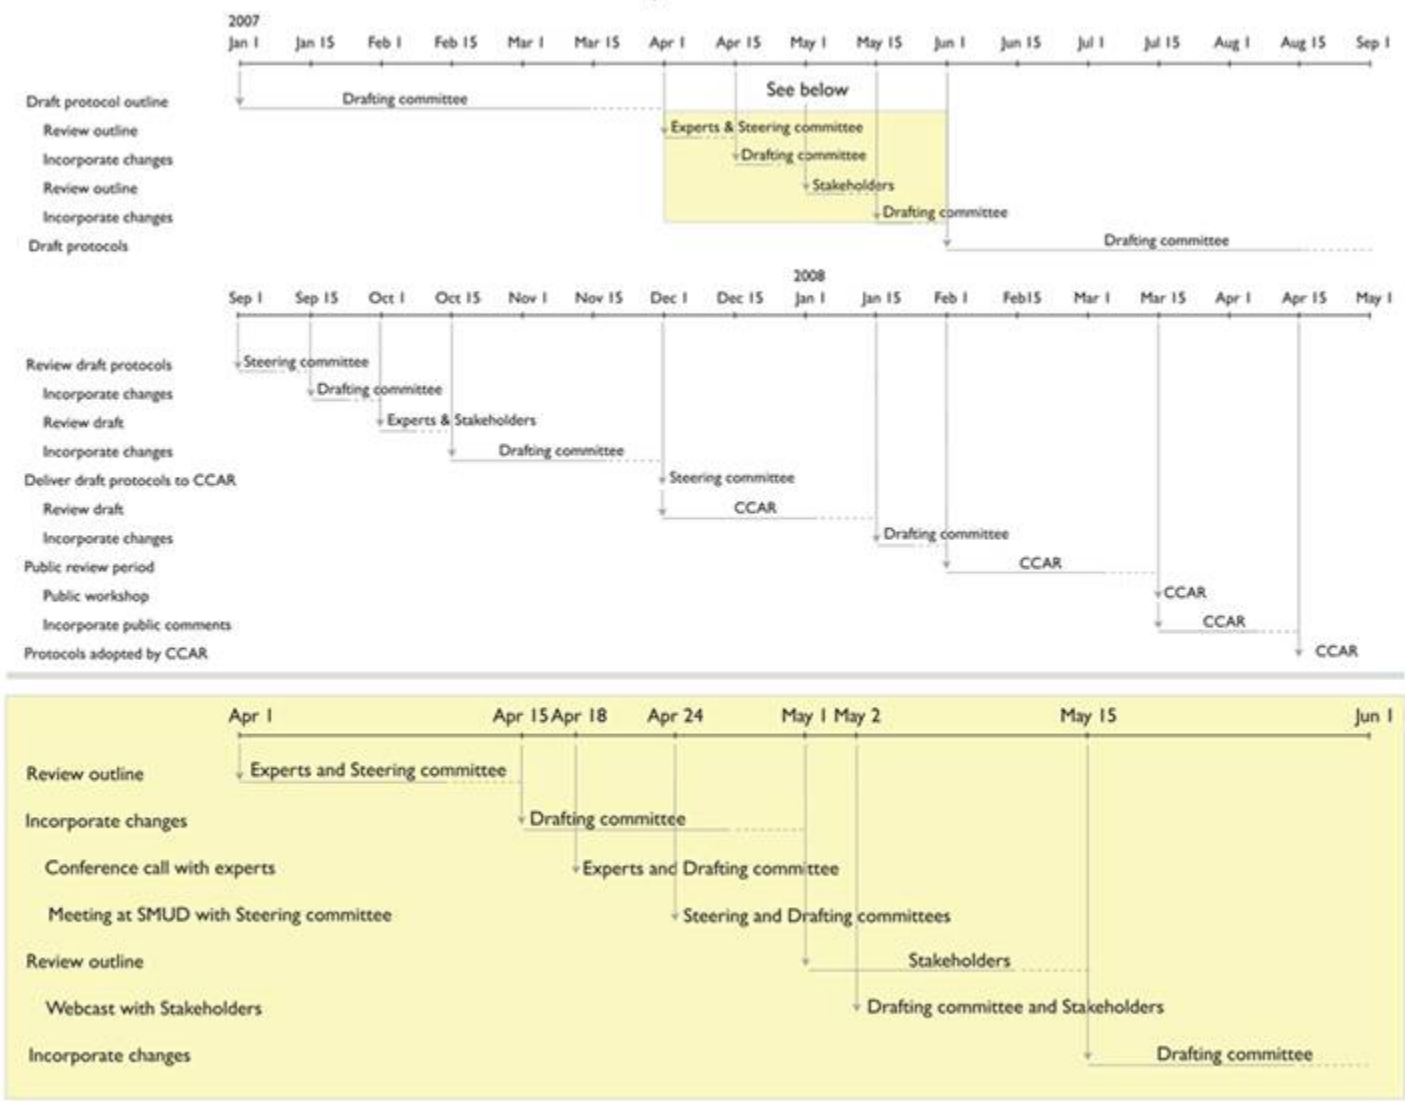 2007
Jan 1 Jan 15 Feb 1 Feb 15 Mar 1 Mar 15 Apr 1 Apr 15 May 1 May 15 Jun 1 Jun 15 Jul 1 Jul 15 Aug 1 Aug 15 Sep 1
See below
Draft protocol outline Drafting committee
Review outline Experts & Steering committee
Incorporate changes Drafting committee
Review outline Stakeholders
Incorporate changes Drafting committee
Draft protocols Drafting committee
2008
Sep 1 Sep 15 Oct 1 Oct 15 Nov 1 Nov 15 Dec 1 Dec 15 Jan 1 Jan 15 Feb 1 Feb15 Mar 1 Mar 15 Apr 1 Apr 15 May 1
Review draft protocols Steering committee
Incorporate changes Drafting committee
Review draft Experts & Stakeholders
Incorporate changes Drafting committee
Deliver draft protocols to CCAR Steering committee
Review draft CCAR
Incorporate changes Drafting committee
Public review period CCAR
Public workshop CCAR
Incorporate public comments CCAR
Protocols adopted by CCAR CCAR
Apr 1 Apr 15 Apr 18 Apr 24 May 1 May 2 May 15 Jun 1
Review outline Experts and Steering committee
Incorporate changes Drafting committee
Conference call with experts Experts and Drafting committee
Meeting at SMUD with Steering committee Steering and Drafting committees
Review outline Stakeholders
Webcast with Stakeholders Drafting committee and Stakeholders
Incorporate changes Drafting committee